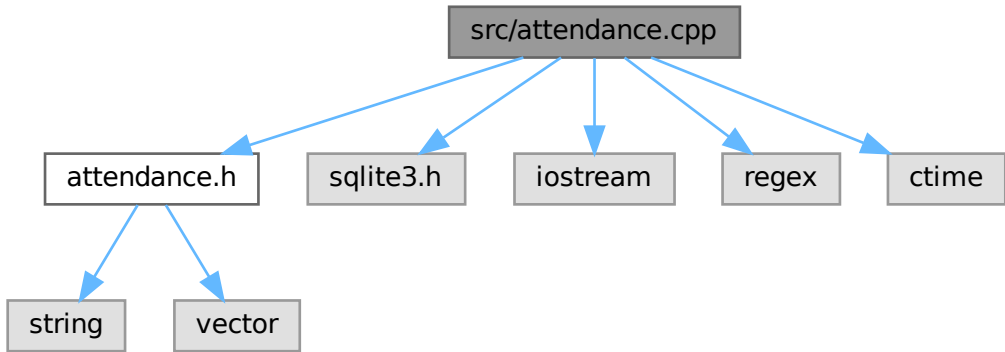 src/attendance.cpp
attendance.h
sqlite3.h
iostream
regex
ctime
string
vector